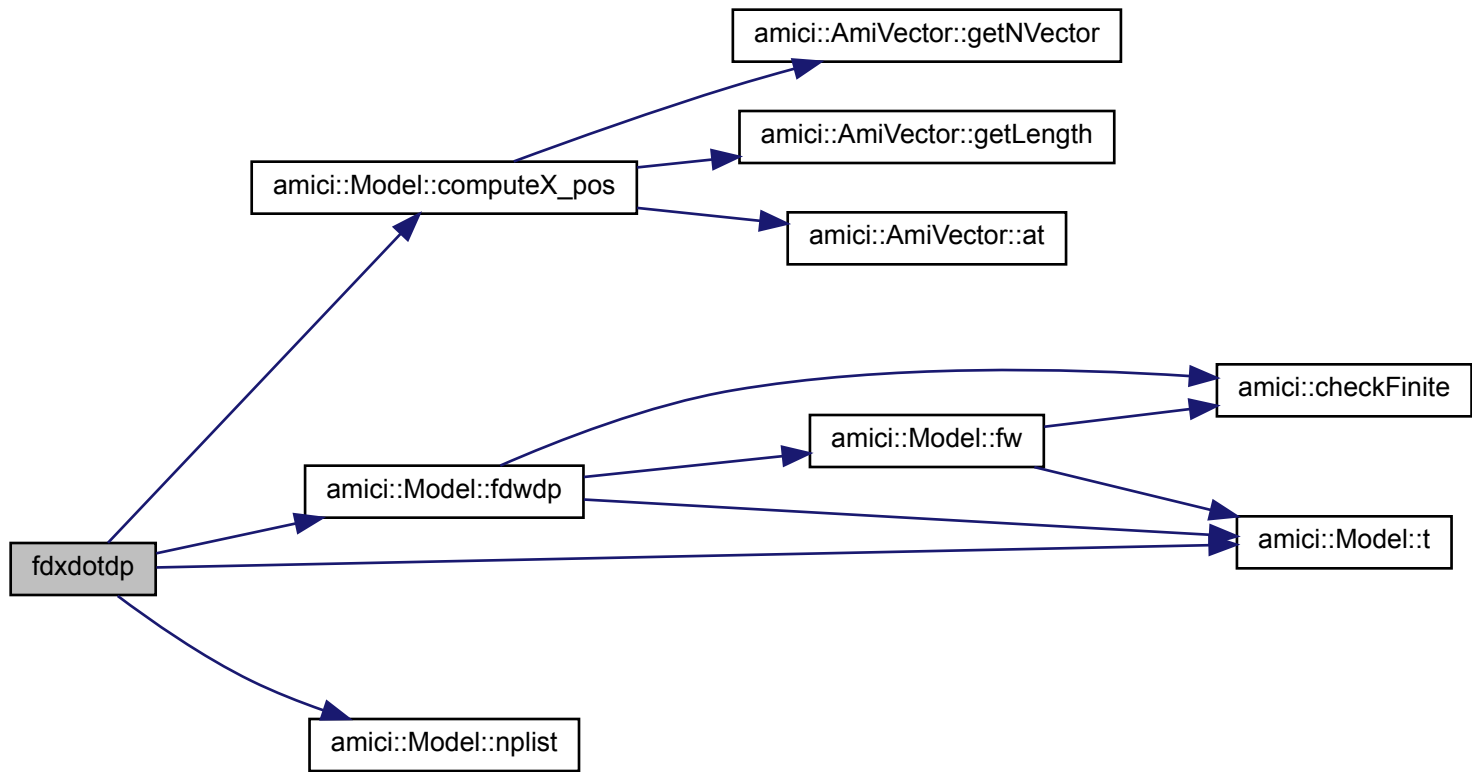 amici::AmiVector::getNVector
amici::AmiVector::getLength
amici::Model::computeX_pos
amici::AmiVector::at
amici::checkFinite
amici::Model::fw
amici::Model::fdwdp
amici::Model::t
fdxdotdp
amici::Model::nplist